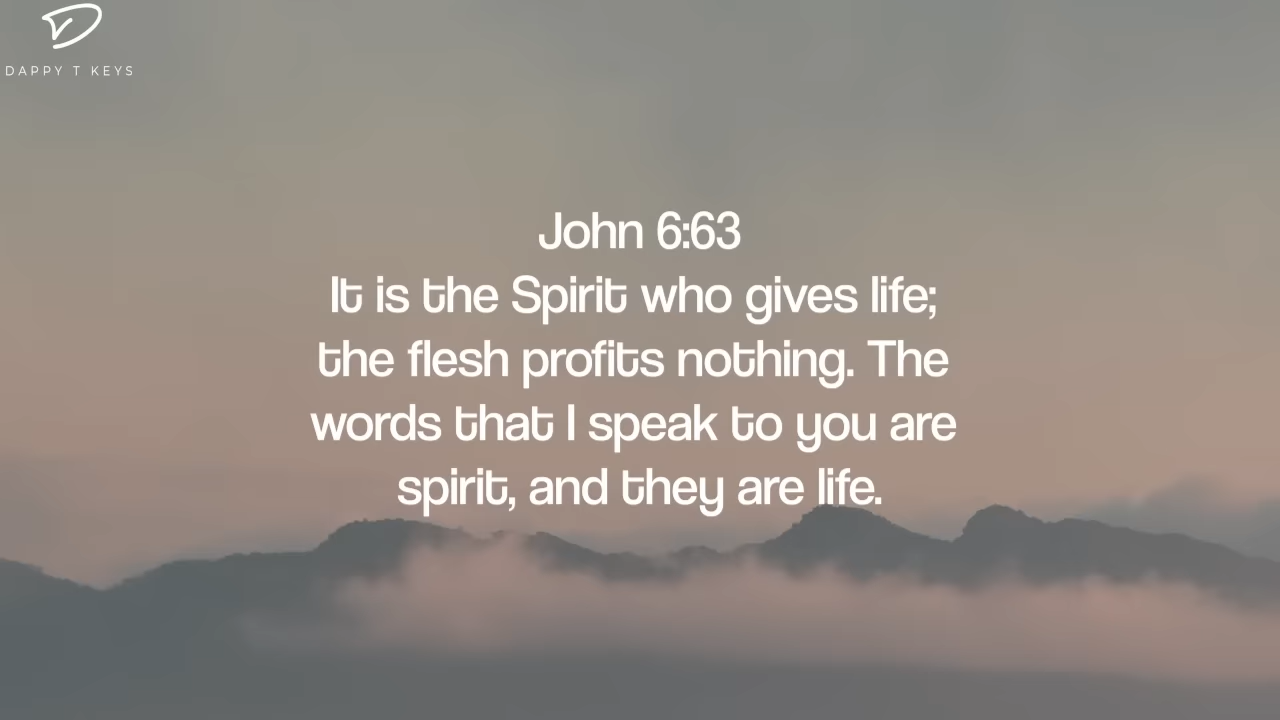 DAPPY T KEYS
John 6:63
It is the Spirit who gives life;
the flesh profits nothing. The
words that I speak to you are
spirit, and they are life.